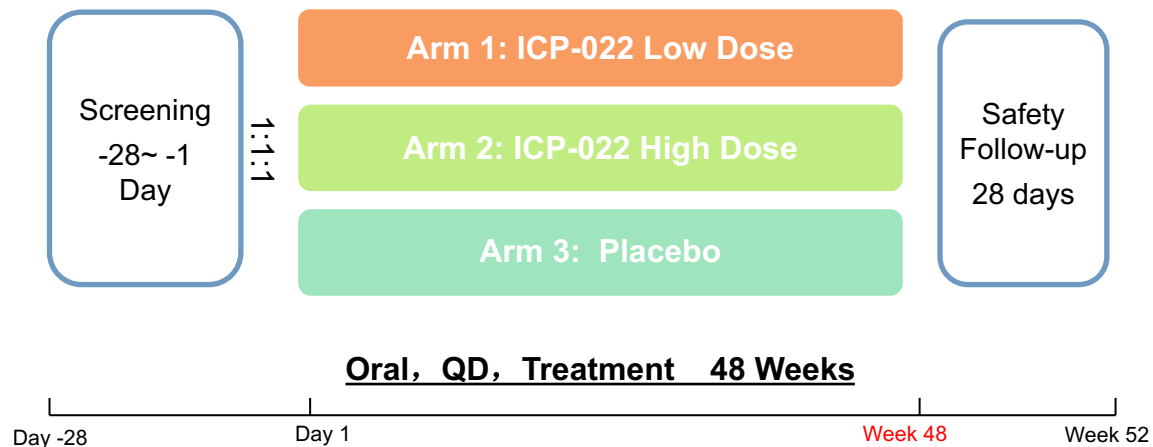 Screening
-28~ -1
Day
1:1:1
Arm 1: ICP-022 Low Dose
Arm 2: ICP-022 High Dose
Arm 3:  Placebo
Safety
Follow-up
28 days
Oral，QD，Treatment    48 Weeks
Day -28
Day 1
Week 48
Week 52